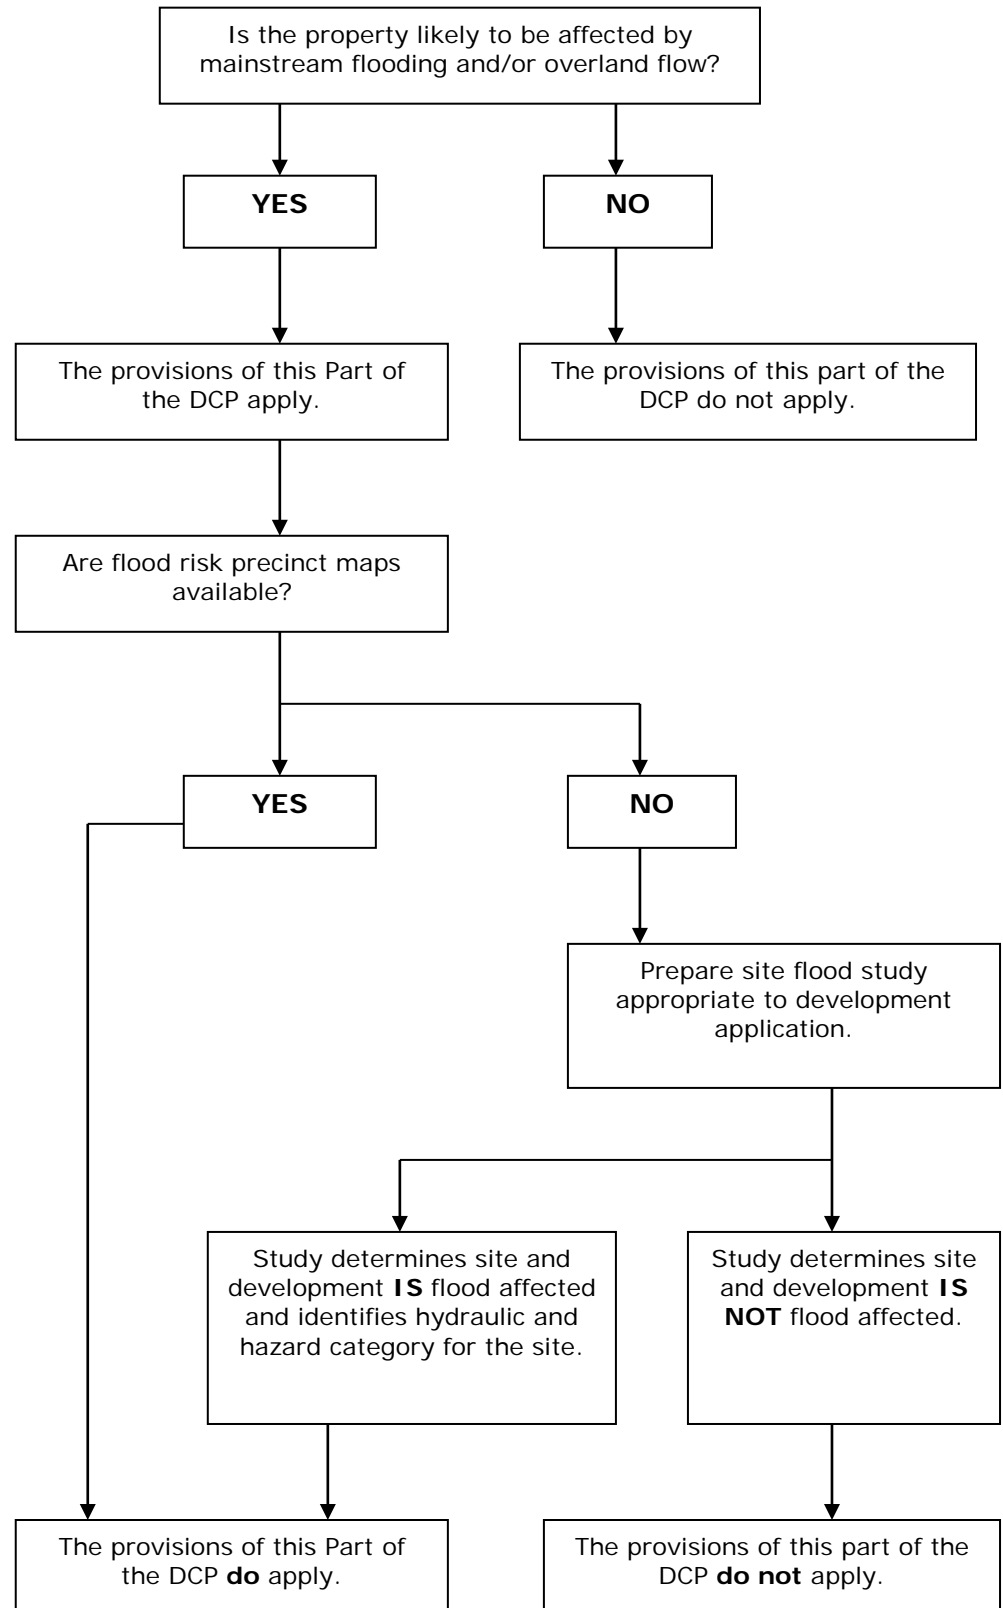 Is the property likely to be affected by
mainstream flooding and/or overland flow?
YES
NO
The provisions of this Part of
the DCP apply.
The provisions of this part of the
DCP do not apply.
Are flood risk precinct maps
available?
YES
NO
Prepare site flood study
appropriate to development
application.
Study determines site and
development IS flood affected
and identifies hydraulic and
hazard category for the site.
Study determines site
and development IS
NOT flood affected.
The provisions of this Part of
the DCP do apply.
The provisions of this part of the
DCP do not apply.